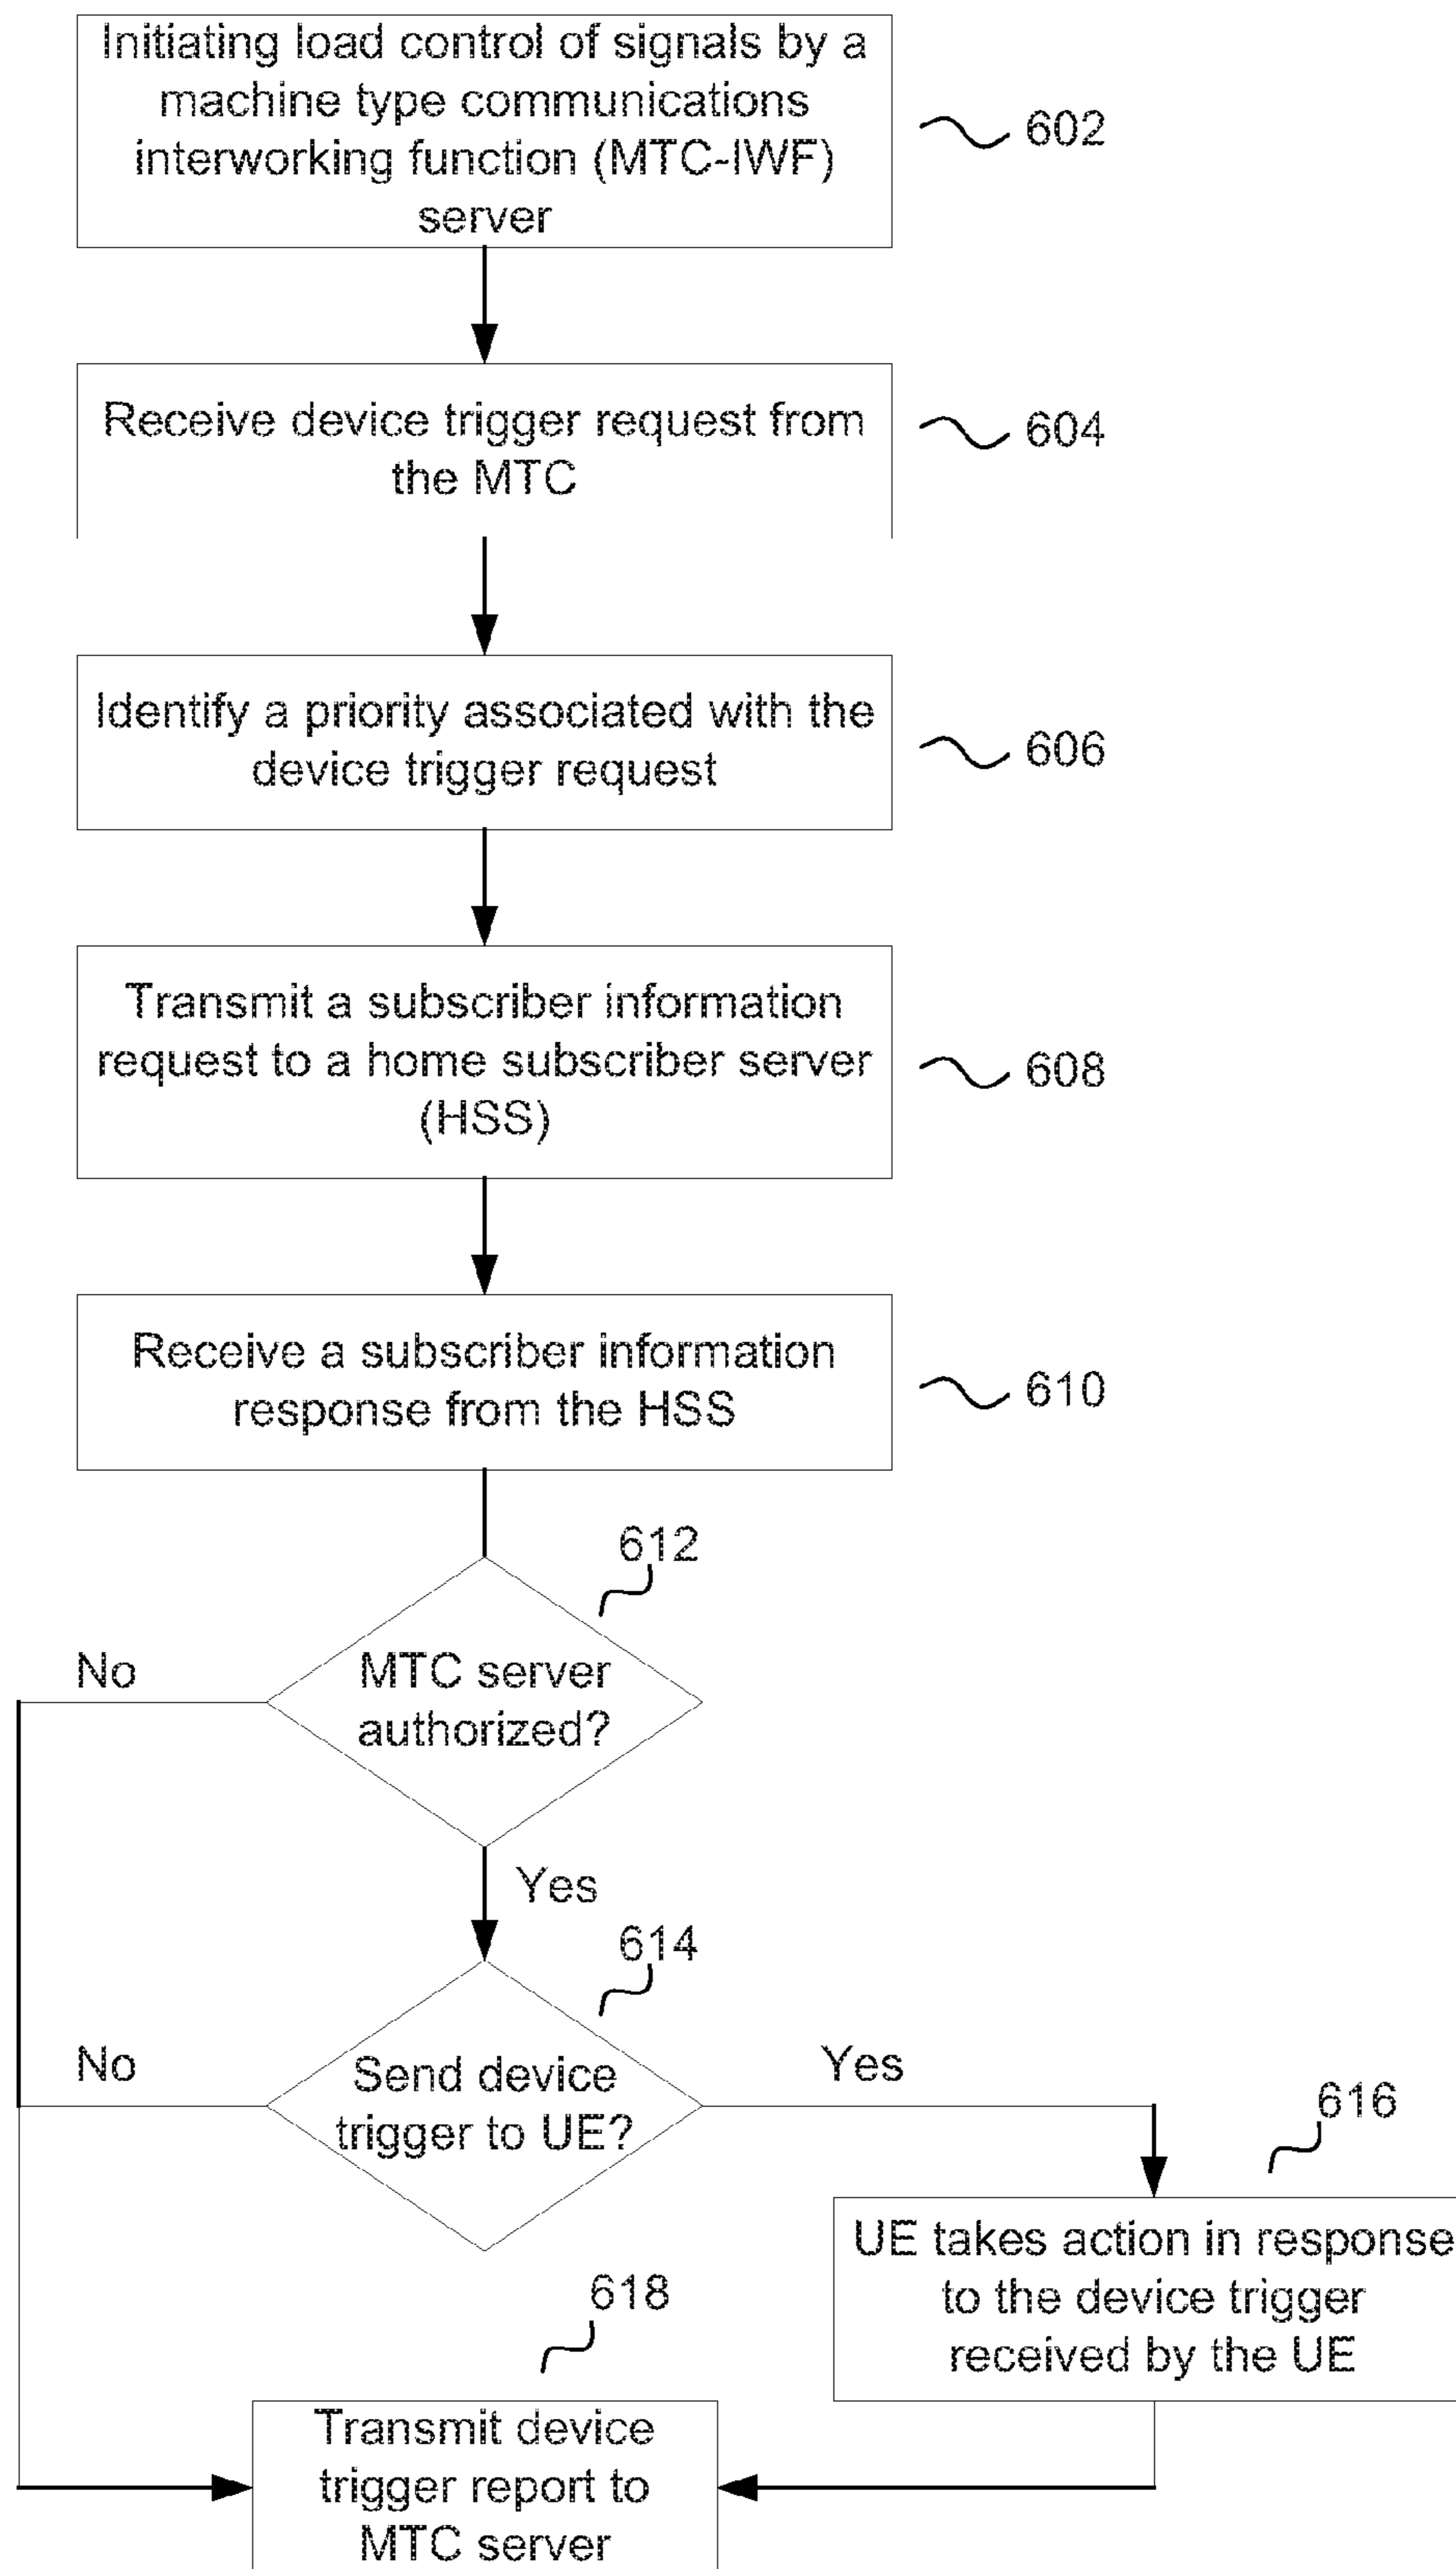 Initiating load control of signals by a
machine type communications
interworking function (MTC-IWF)
server
602
Receive device trigger request from
the MTC
604
Identify a priority associated with the
device trigger request
606
Transmit a subscriber information
request to a home subscriber server
(HSS)
608
Receive a subscriber information
response from the HSS
610
612
No
MTC server
authorized?
Yes
614
No
Send device
trigger to UE?
Yes
616
UE takes action in response
to the device trigger
received by the UE
618
Transmit device
trigger report to
MTC server